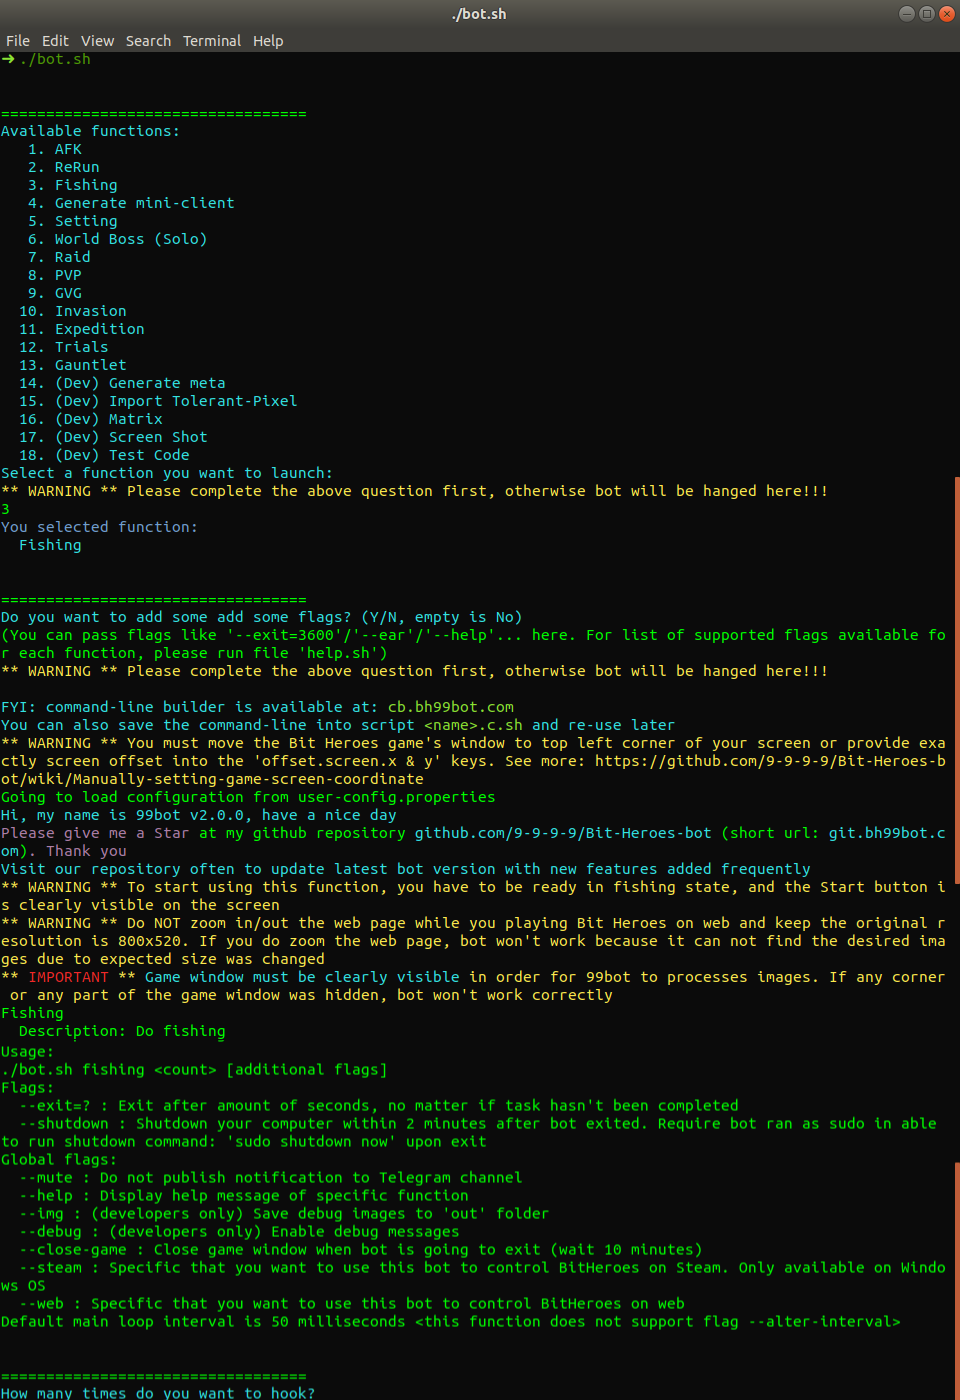 ./bot.sh
File Edit View Search Terminal Help
➜ ./bot.sh
==================================
Available functions:
1. AFK
2. ReRun
3. Fishing
4. Generate mini-client
5. Setting
6. World Boss (Solo)
7. Raid
8. PVP
9. GVG
10. Invasion
11. Expedition
12. Trials
13. Gauntlet
14. (Dev) Generate meta
15. (Dev) Import Tolerant-Pixel
16. (Dev) Matrix
17. (Dev) Screen Shot
18. (Dev) Test Code
Select a function you want to launch:
** WARNING ** Please complete the above question first, otherwise bot will be hanged here!!!
3
You selected function:
Fishing
==================================
Do you want to add some add some flags? (Y/N, empty is No)
(You can pass flags like '--exit=3600'/'--ear'/'--help'... here. For list of supported flags available fo
r each function, please run file 'help.sh')
** WARNING ** Please complete the above question first, otherwise bot will be hanged here!!!
FYI: command-line builder is available at: cb.bh99bot.com
You can also save the command-line into script <name>.c.sh and re-use later
** WARNING ** You must move the Bit Heroes game's window to top left corner of your screen or provide exa
ctly screen offset into the 'offset.screen.x & y' keys. See more: https://github.com/9-9-9-9/Bit-Heroes-b
ot/wiki/Manually-setting-game-screen-coordinate
Going to load configuration from user-config.properties
Hi, my name is 99bot v2.0.0, have a nice day
Please give me a Star at my github repository github.com/9-9-9-9/Bit-Heroes-bot (short url: git.bh99bot.c
om). Thank you
Visit our repository often to update latest bot version with new features added frequently
** WARNING ** To start using this function, you have to be ready in fishing state, and the Start button i
s clearly visible on the screen
** WARNING ** Do NOT zoom in/out the web page while you playing Bit Heroes on web and keep the original r
esolution is 800x520. If you do zoom the web page, bot won't work because it can not find the desired ima
ges due to expected size was changed
** IMPORTANT ** Game window must be clearly visible in order for 99bot to processes images. If any corner
or any part of the game window was hidden, bot won't work correctly
Fishing
Description: Do fishing
Usage:
./bot.sh fishing <count> [additional flags]
Flags:
--exit=? : Exit after amount of seconds, no matter if task hasn't been completed
--shutdown : Shutdown your computer within 2 minutes after bot exited. Require bot ran as sudo in able
to run shutdown command: 'sudo shutdown now' upon exit
Global flags:
--mute : Do not publish notification to Telegram channel
--help : Display help message of specific function
--img : (developers only) Save debug images to 'out' folder
--debug : (developers only) Enable debug messages
--close-game : Close game window when bot is going to exit (wait 10 minutes)
--steam : Specific that you want to use this bot to control BitHeroes on Steam. Only available on Windo
ws OS
--web : Specific that you want to use this bot to control BitHeroes on web
Default main loop interval is 50 milliseconds <this function does not support flag --alter-interval>
==================================
How many times do you want to hook?